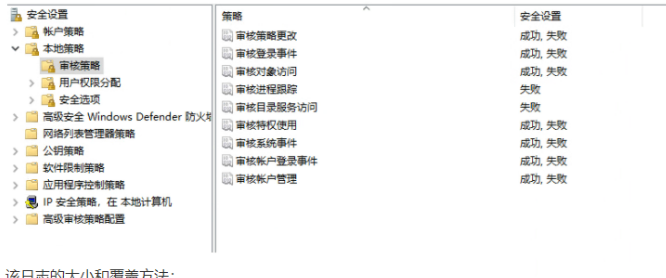 安全设置
帐户策略
本地策略
审核策略
用户权限分配
安全选项
高级安全 Windows Defender 防火
网络列表管理器策略
公钥策略
软件限制策略
应用程序控制策略
IP 安全策略，在 本地计算机
高级审核策略配置
策略 安全设置
审核策略更改 成功, 失败
审核登录事件 成功, 失败
审核对象访问 成功, 失败
审核进程跟踪 失败
审核目录服务访问 失败
审核特权使用 成功, 失败
审核系统事件 成功, 失败
审核帐户登录事件 成功, 失败
审核帐户管理 成功, 失败
的大小和覆盖方法：